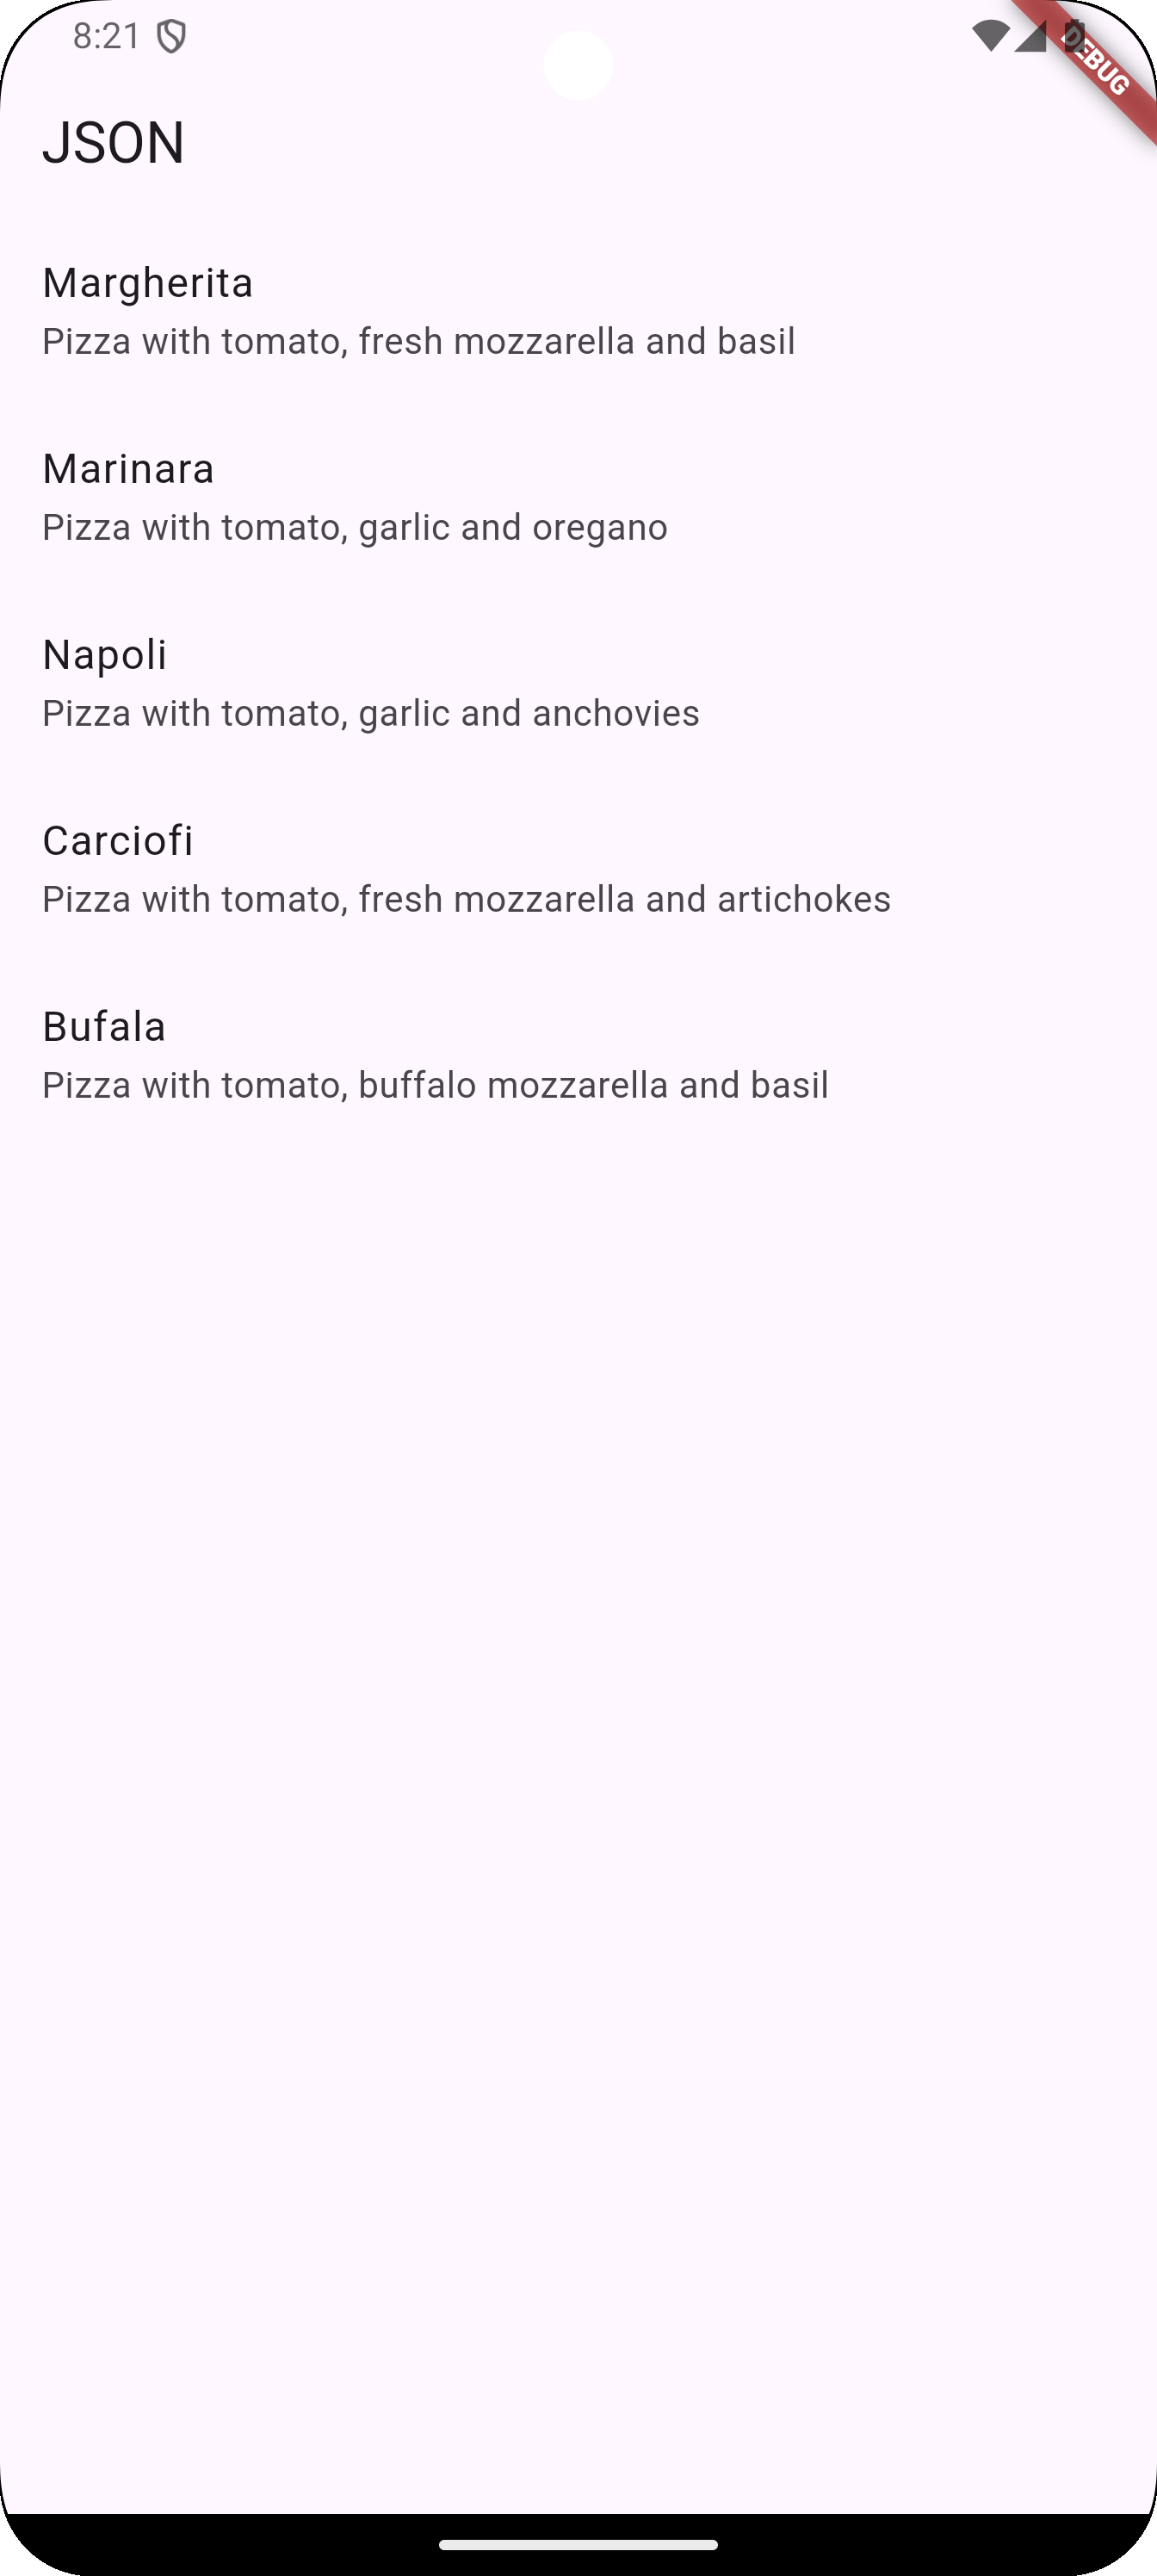 8:21
DEBUG
JSON
Margherita
Pizza with tomato, fresh mozzarella and basil
Marinara
Pizza with tomato, garlic and oregano
Napoli
Pizza with tomato, garlic and anchovies
Carciofi
Pizza with tomato, fresh mozzarella and artichokes
Bufala
Pizza with tomato, buffalo mozzarella and basil